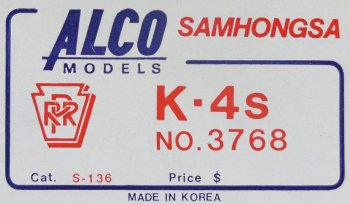 ALCO
MODELS
SAMHONGSA
PRR
K-4s
NO.3768
Cat. S-136 Price $
MADE IN KOREA